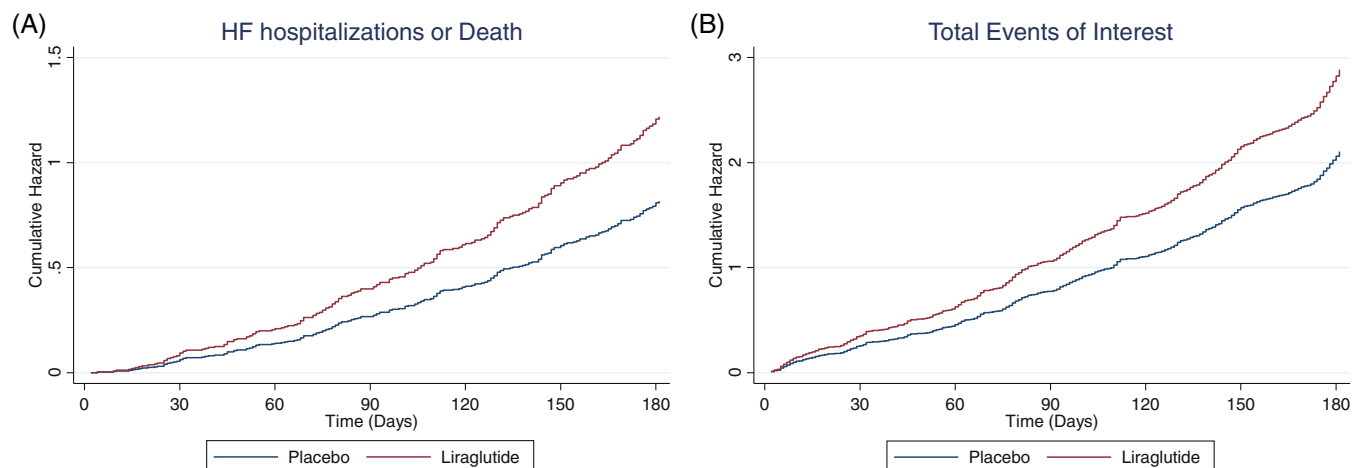 (A)
HF hospitalizations or Death
1.5
1
.5
0
Cumulative Hazard
0 30 60 90 120 150 180
Time (Days)
Placebo Liraglutide
(B)
Total Events of Interest
3
2
1
0
Cumulative Hazard
0 30 60 90 120 150 180
Time (Days)
Placebo Liraglutide